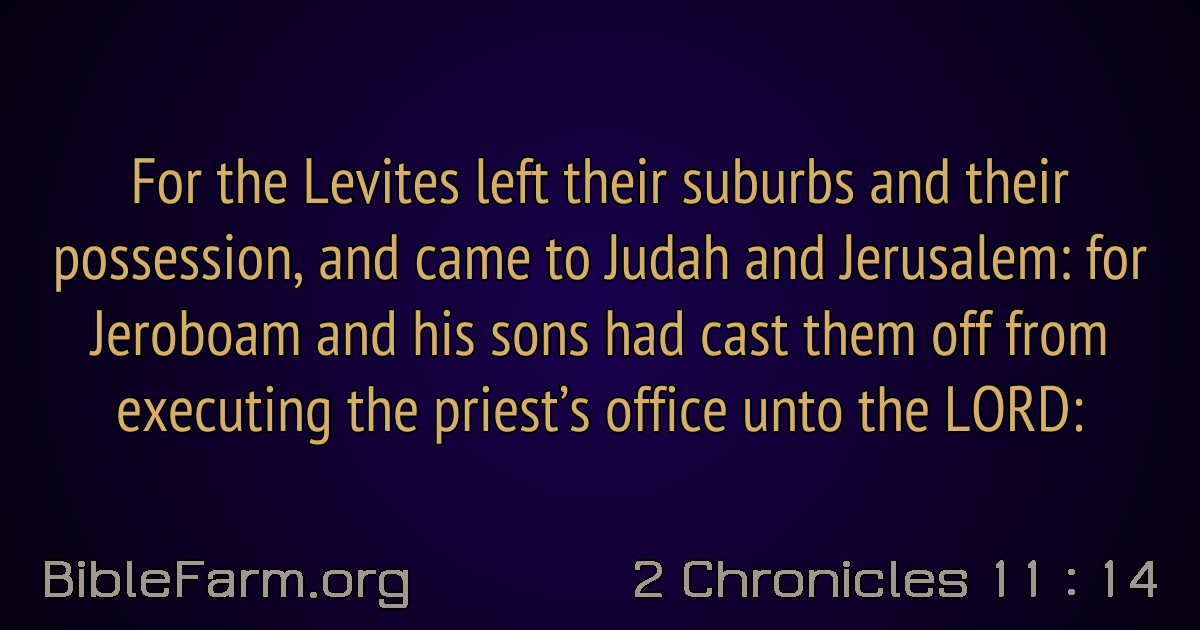 For the Levites left their suburbs and their
possession, and came to Judah and Jerusalem: for
Jeroboam and his sons had cast them off from
executing the priest’s office unto the LORD:
BibleFarm.org
2 Chronicles 11 : 14